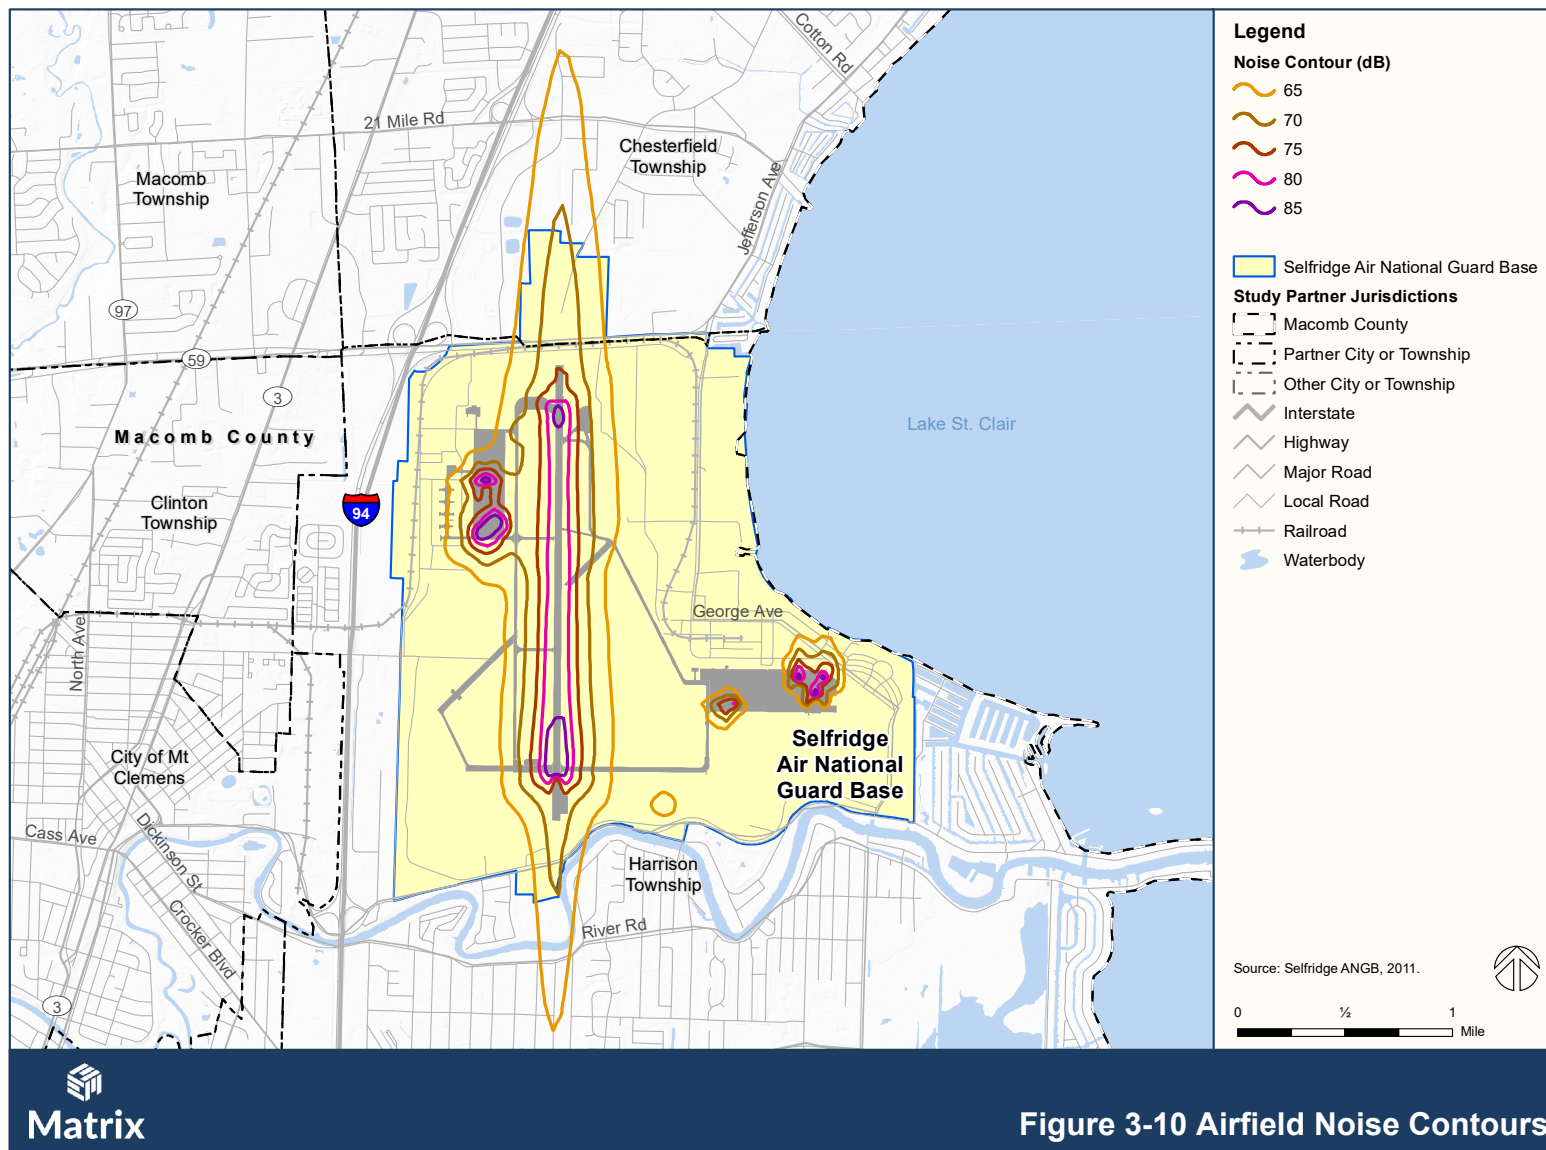 Cotton Rd
21 Mile Rd
Chesterfield
Township
Macomb
Township
Jefferson Ave
97
59
3
Macomb County
Lake St. Clair
Clinton
Township
94
George Ave
North Ave
City of Mt
Clemens
Selfridge
Air National
Guard Base
Cass Ave
Dickinson St
Harrison
Township
Crocker Blvd
River Rd
3
Legend
Noise Contour (dB)
65
70
75
80
85
Selfridge Air National Guard Base
Study Partner Jurisdictions
Macomb County
Partner City or Township
Other City or Township
Interstate
Highway
Major Road
Local Road
Railroad
Waterbody
Source: Selfridge ANGB, 2011.
0 ½ 1
Mile
Matrix
Figure 3-10 Airfield Noise Contours